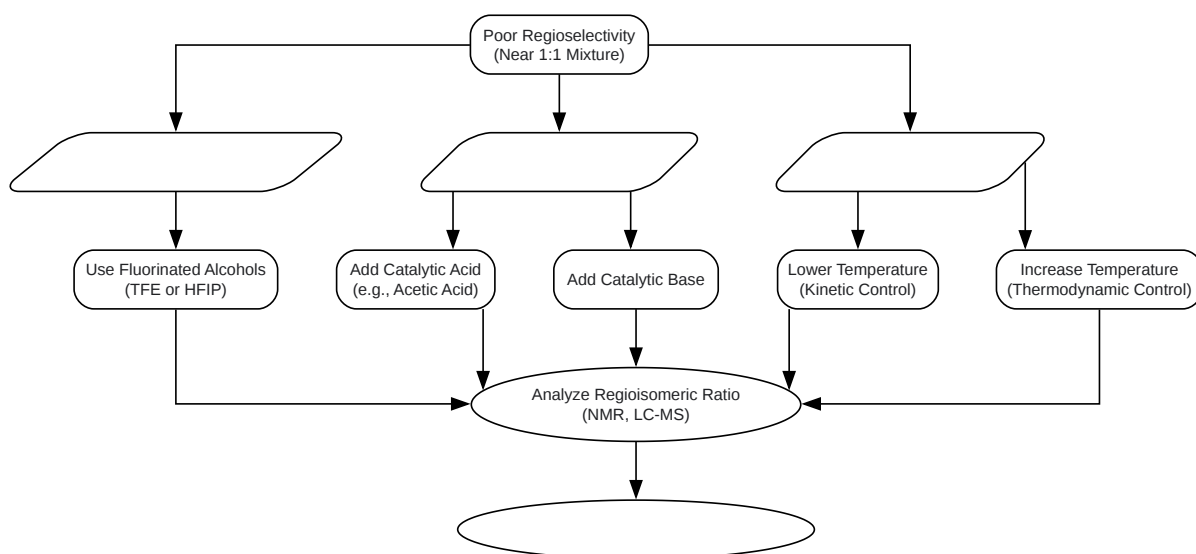 Poor Regioselectivity
(Near 1:1 Mixture)
Use Fluorinated Alcohols
(TFE or HFIP)
Add Catalytic Acid
(e.g., Acetic Acid)
Add Catalytic Base
Lower Temperature
(Kinetic Control)
Increase Temperature
(Thermodynamic Control)
Analyze Regioisomeric Ratio
(NMR, LC-MS)